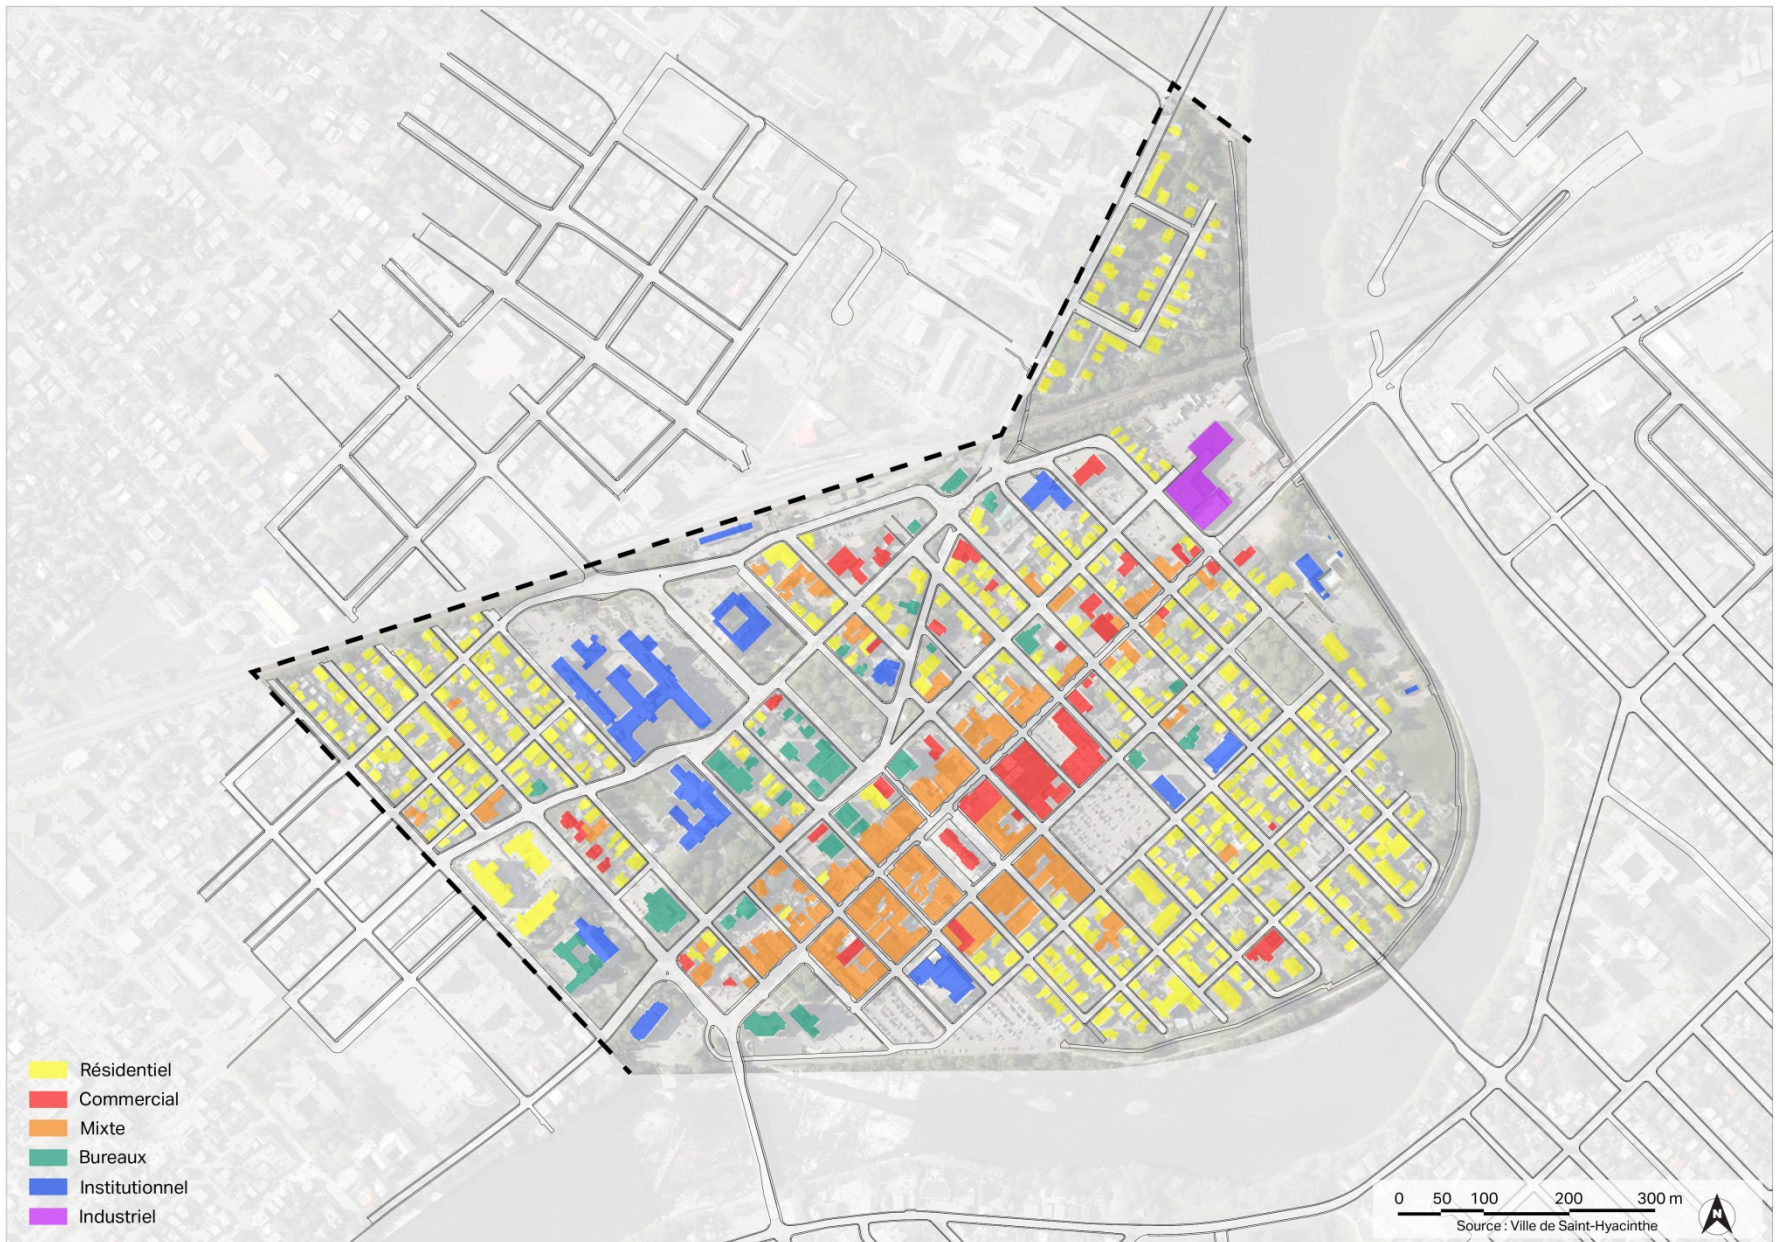 Résidentiel
Commercial
Mixte
Bureaux
Institutionnel
Industriel
0 50 100 200 300 m
Source : Ville de Saint-Hyacinthe
N